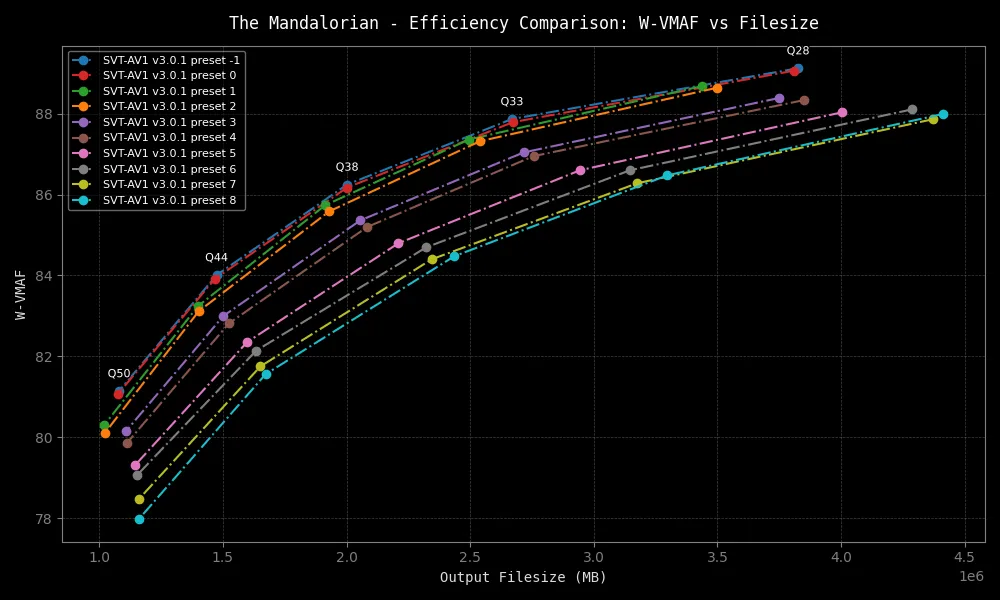 The Mandalorian - Efficiency Comparison: W-VMAF vs Filesize
SVT-AV1 v3.0.1 preset -1
SVT-AV1 v3.0.1 preset 0
SVT-AV1 v3.0.1 preset 1
SVT-AV1 v3.0.1 preset 2
SVT-AV1 v3.0.1 preset 3
SVT-AV1 v3.0.1 preset 4
SVT-AV1 v3.0.1 preset 5
SVT-AV1 v3.0.1 preset 6
SVT-AV1 v3.0.1 preset 7
SVT-AV1 v3.0.1 preset 8
Q28
Q33
Q38
Q44
Q50
W-VMAF
88
86
84
82
80
78
1.0 1.5 2.0 2.5 3.0 3.5 4.0 4.5
1e6
Output Filesize (MB)